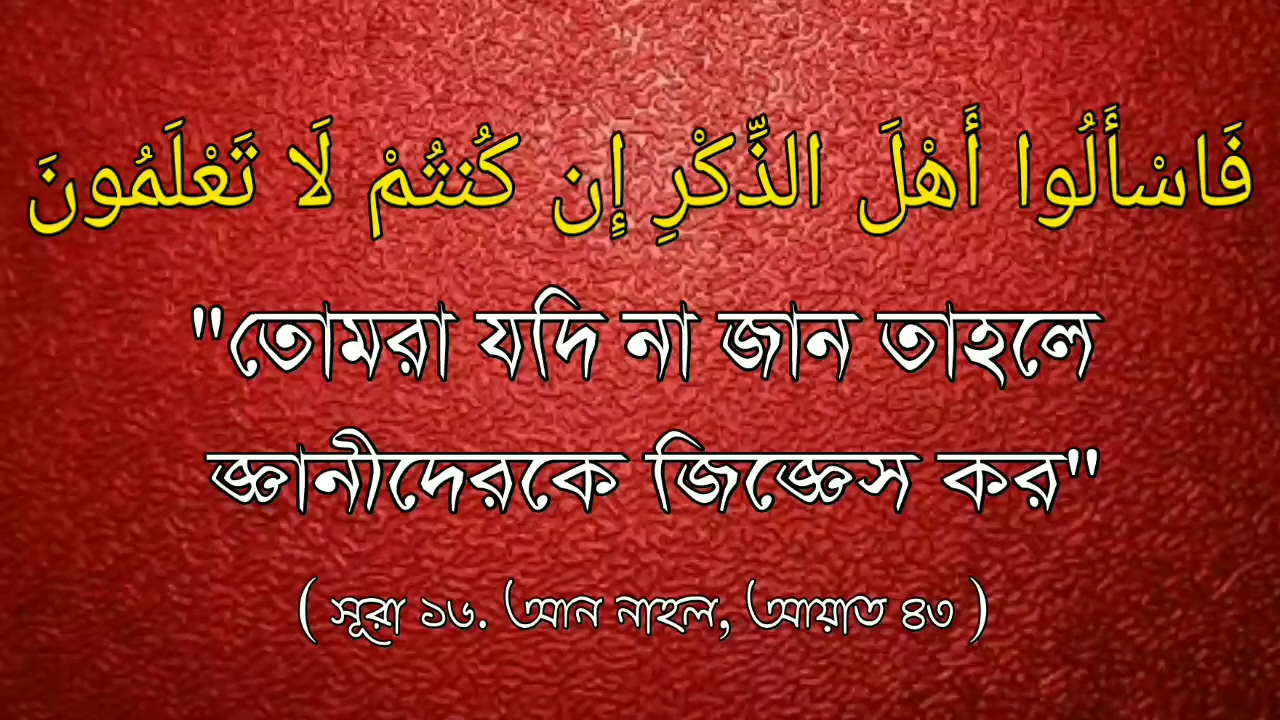 فَاسْأَلُوا أَهْلَ الذِّكْرِ إِن كُنتُمْ لَا تَعْلَمُونَ
"তোমরা যদি না জান তাহলে
জ্ঞানীদেরকে জিজ্ঞেস কর"
( সূরা ১৬. আন নাহল, আয়াত ৪৩ )